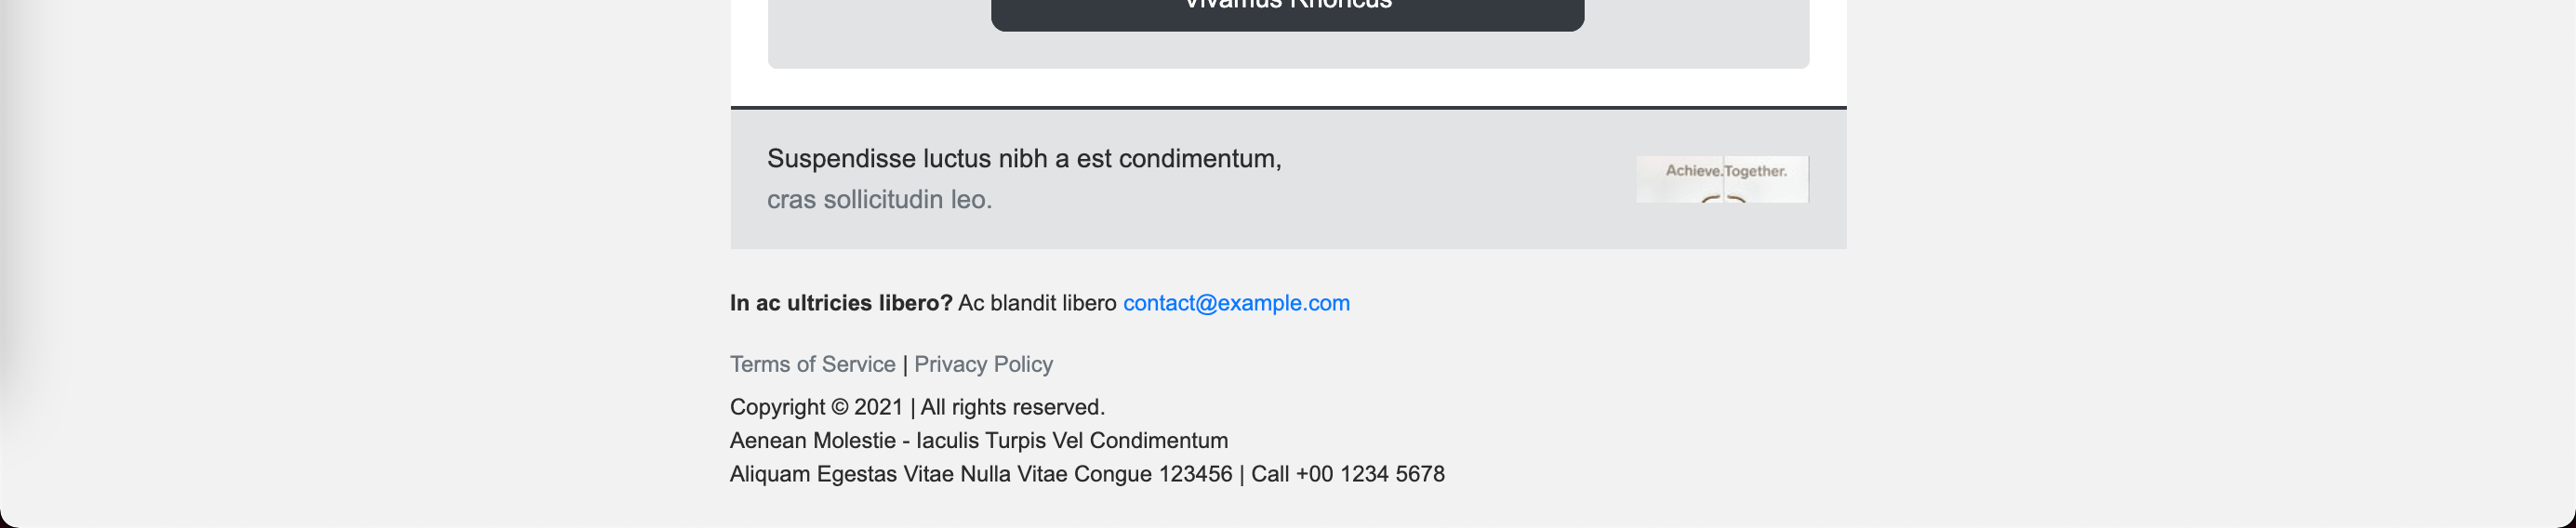 Vivamus Rhoncus
Suspendisse luctus nibh a est condimentum,
cras sollicitudin leo.
Achieve.Together.
In ac ultricies libero? Ac blandit libero contact@example.com
Terms of Service | Privacy Policy
Copyright © 2021 | All rights reserved.
Aenean Molestie - Iaculis Turpis Vel Condimentum
Aliquam Egestas Vitae Nulla Vitae Congue 123456 | Call +00 1234 5678